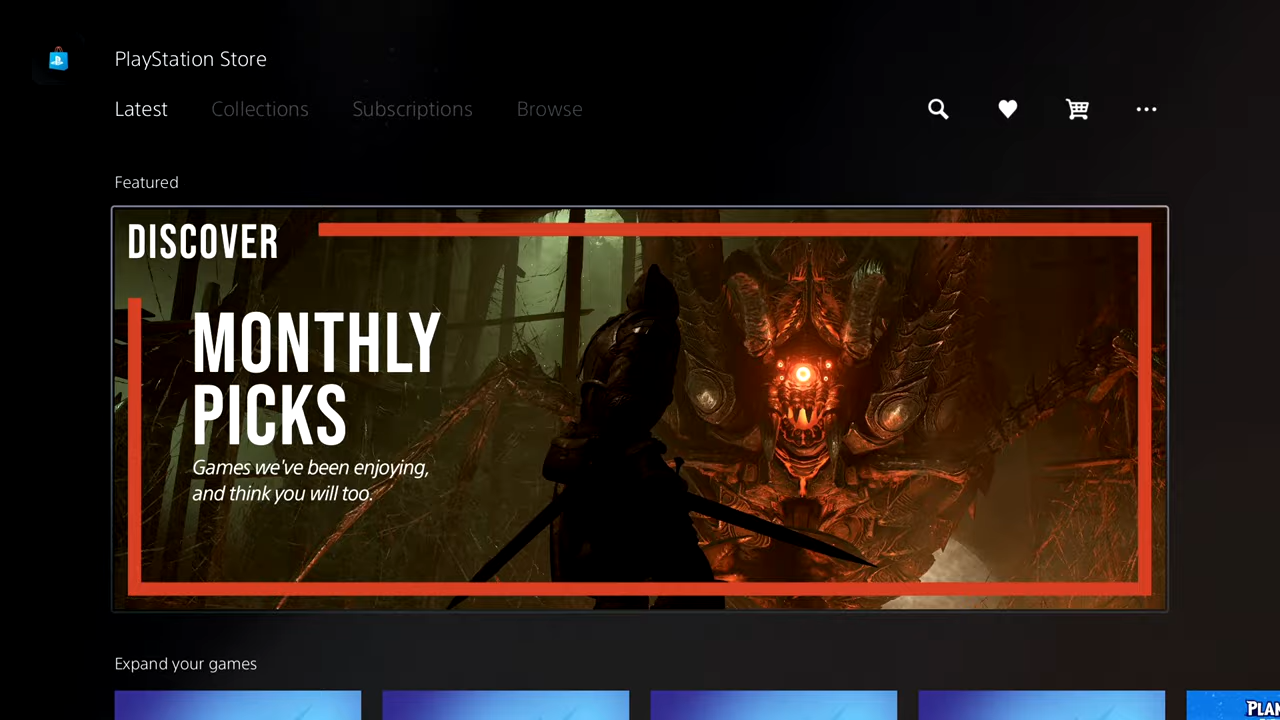 PlayStation Store
Latest Collections Subscriptions Browse
Featured
DISCOVER
MONTHLY
PICKS
Games we've been enjoying,
and think you will too.
Expand your games